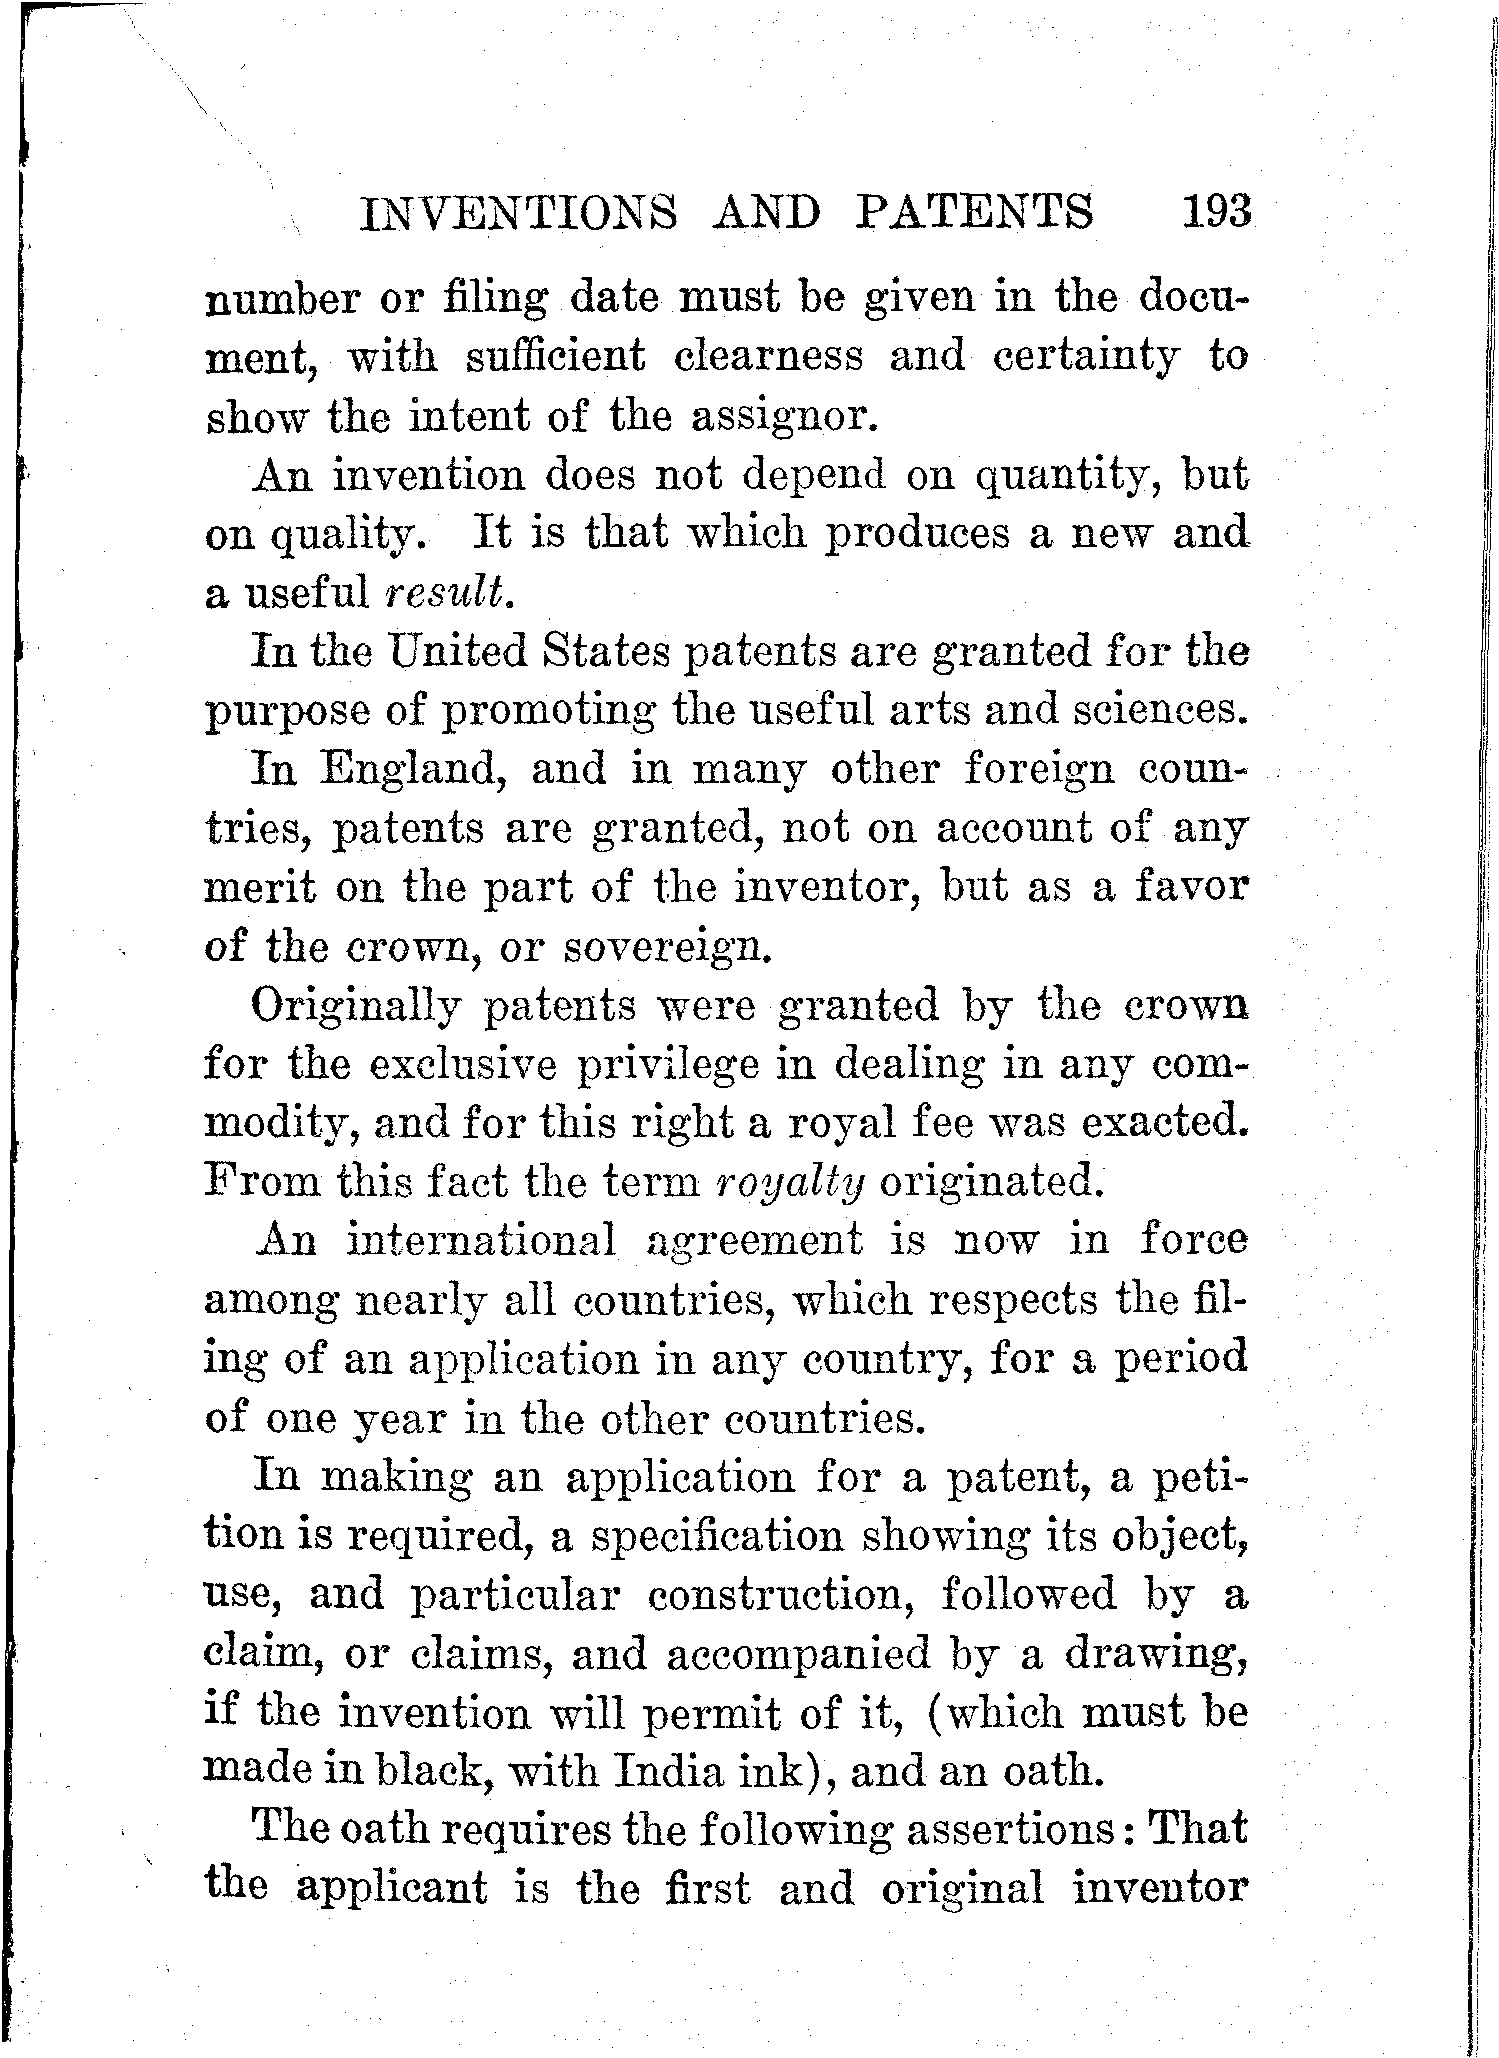 INVENTIONS AND PATENTS 193
number or filing date must be given in the docu-
ment, with sufficient clearness and certainty to
show the intent of the assignor.
An invention does not depend on quantity, but
on quality. It is that which produces a new and
a useful result.
In the United States patents are granted for the
purpose of promoting the useful arts and sciences.
In England, and in many other foreign coun-
tries, patents are granted, not on account of any
merit on the part of the inventor, but as a favor
of the crown, or sovereign.
Originally patents were granted by the crown
for the exclusive privilege in dealing in any com-
modity, and for this right a royal fee was exacted.
From this fact the term royalty originated.
An international agreement is now in force
among nearly all countries, which respects the fil-
ing of an application in any country, for a period
of one year in the other countries.
In making an application for a patent, a peti-
tion is required, a specification showing its object,
use, and particular construction, followed by a
claim, or claims, and accompanied by a drawing,
if the invention will permit of it, (which must be
made in black, with India ink), and an oath.
The oath requires the following assertions: That
the applicant is the first and original inventor